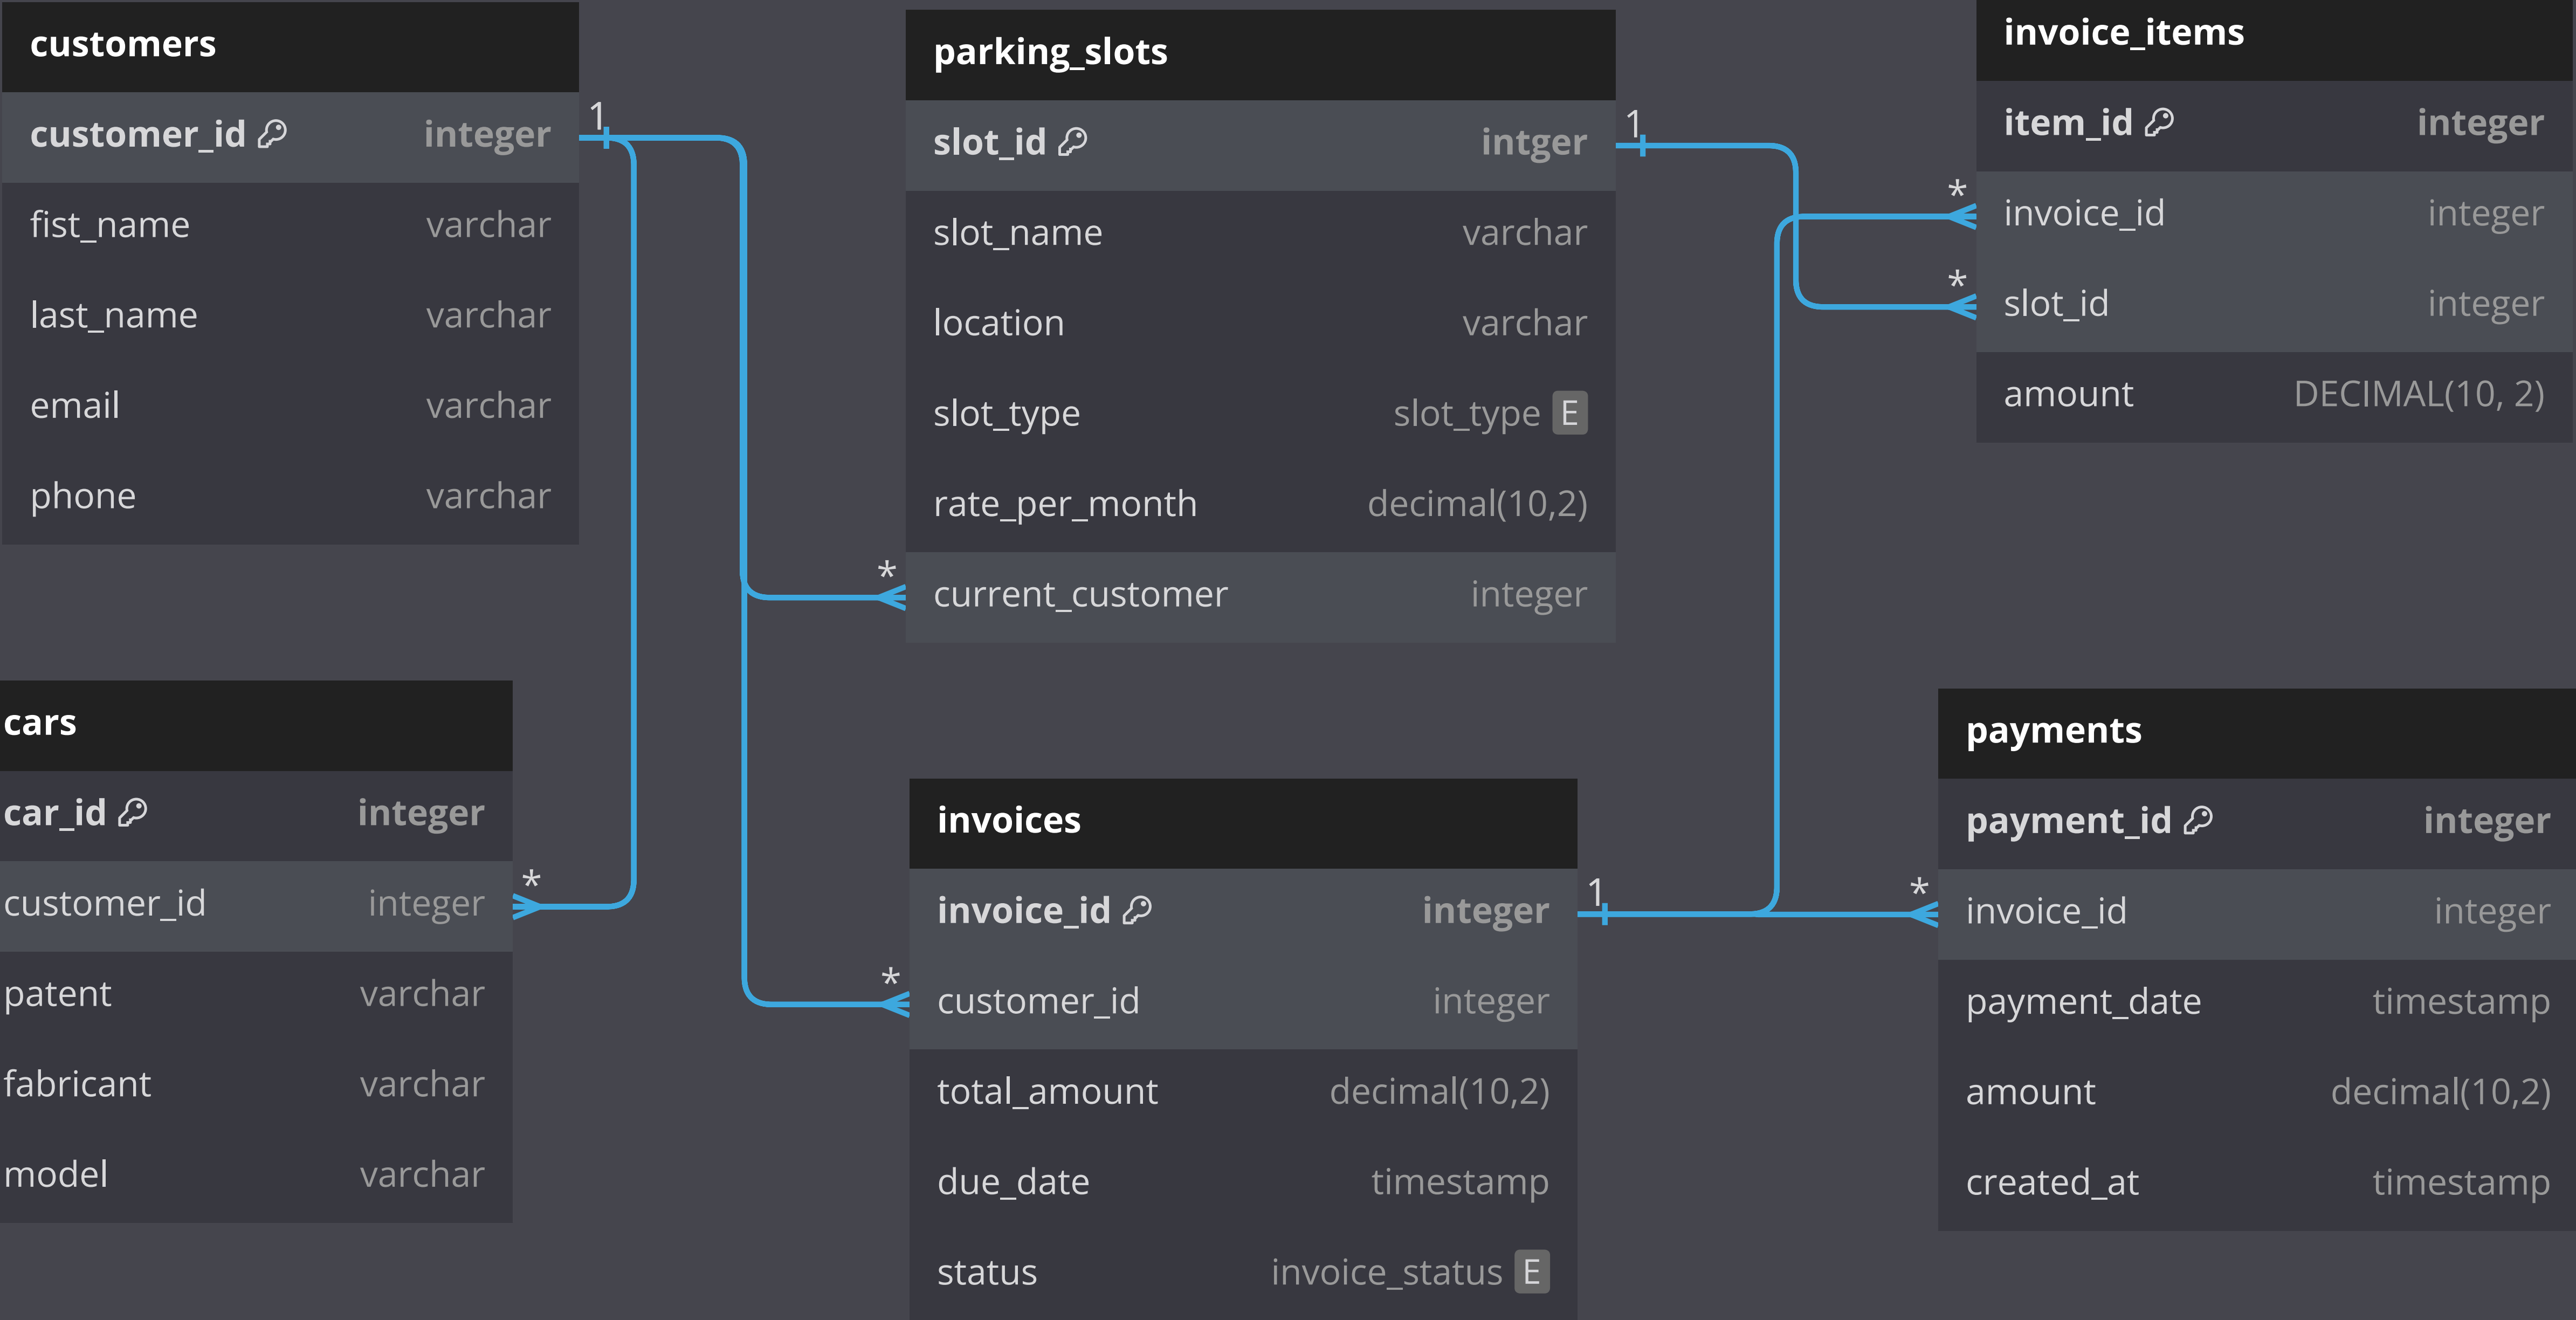 customers
customer_id integer
fist_name varchar
last_name varchar
email varchar
phone varchar
1
parking_slots
slot_id intger
slot_name varchar
location varchar
slot_type slot_type E
rate_per_month decimal(10,2)
* current_customer integer
1
invoice_items
item_id integer
* invoice_id integer
* slot_id integer
amount DECIMAL(10, 2)
cars
car_id integer
customer_id integer *
patent varchar
fabricant varchar
model varchar
invoices
invoice_id integer 1
* customer_id integer
total_amount decimal(10,2)
due_date timestamp
status invoice_status E
payments
payment_id integer
* invoice_id integer
payment_date timestamp
amount decimal(10,2)
created_at timestamp